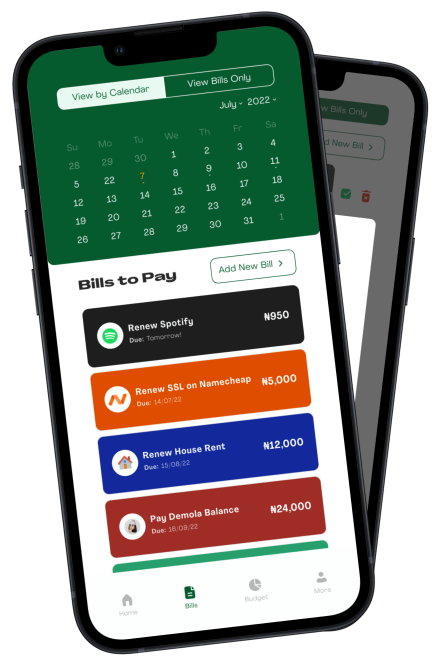 View by Calendar View Bills Only
July 2022
Su Mo Tu We Th Fr Sa
28 29 30 1 2 3 4
5 22 7 8 9 10 11
12 13 14 15 16 17 18
19 20 21 22 23 24 25
26 27 28 29 30 31 1
Bills to Pay
Add New Bill
Renew Spotify
₦950
Due: Tomorrow!
Renew SSL on Namecheap
₦5,000
Due: 14/07/22
Renew House Rent
₦12,000
Due: 15/08/22
Pay Demola Balance
₦24,000
Due: 16/09/22
Home Bills Budget More
Bills Only
New Bill